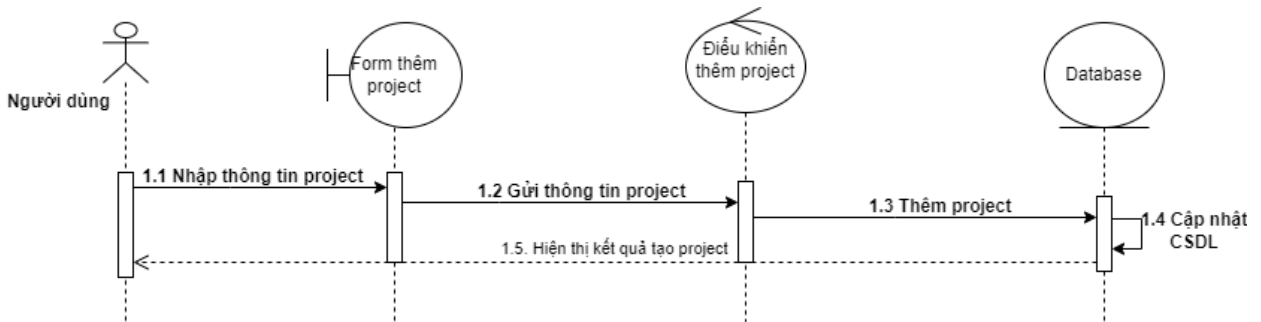 Người dùng
Form thêm
project
Điều khiển
thêm project
Database
1.1 Nhập thông tin project
1.2 Gửi thông tin project
1.3 Thêm project
1.4 Cập nhật
CSDL
1.5. Hiện thị kết quả tạo project